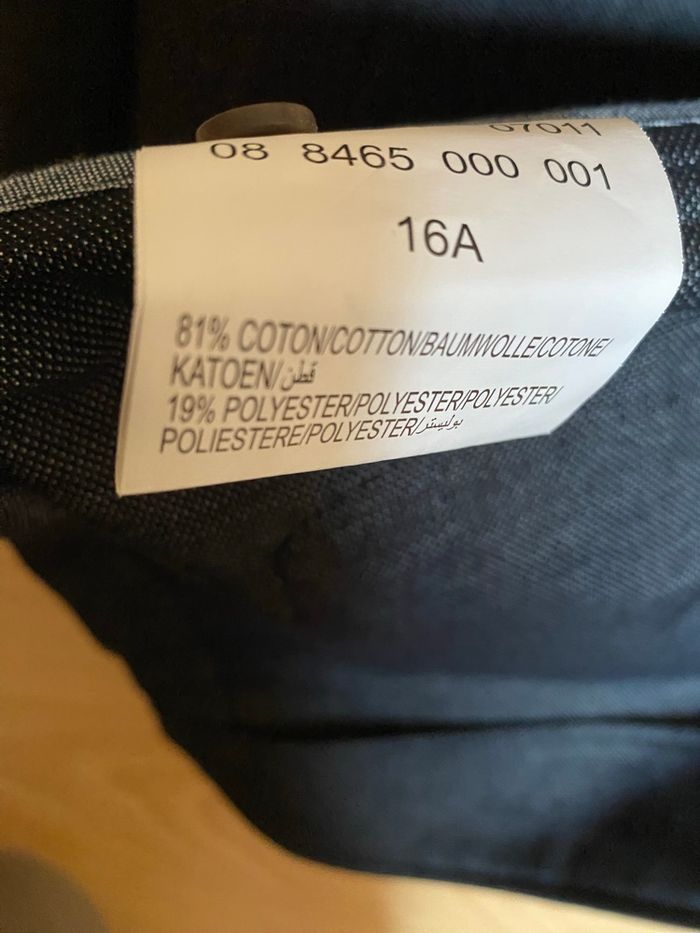 07011
08 8465 000 001
16A
81% COTON/COTTON/BAUMWOLLE/COTONE/
KATOEN/قطن
19% POLYESTER/POLYESTER/POLYESTER/
POLIESTERE/POLYESTER/بوليستر